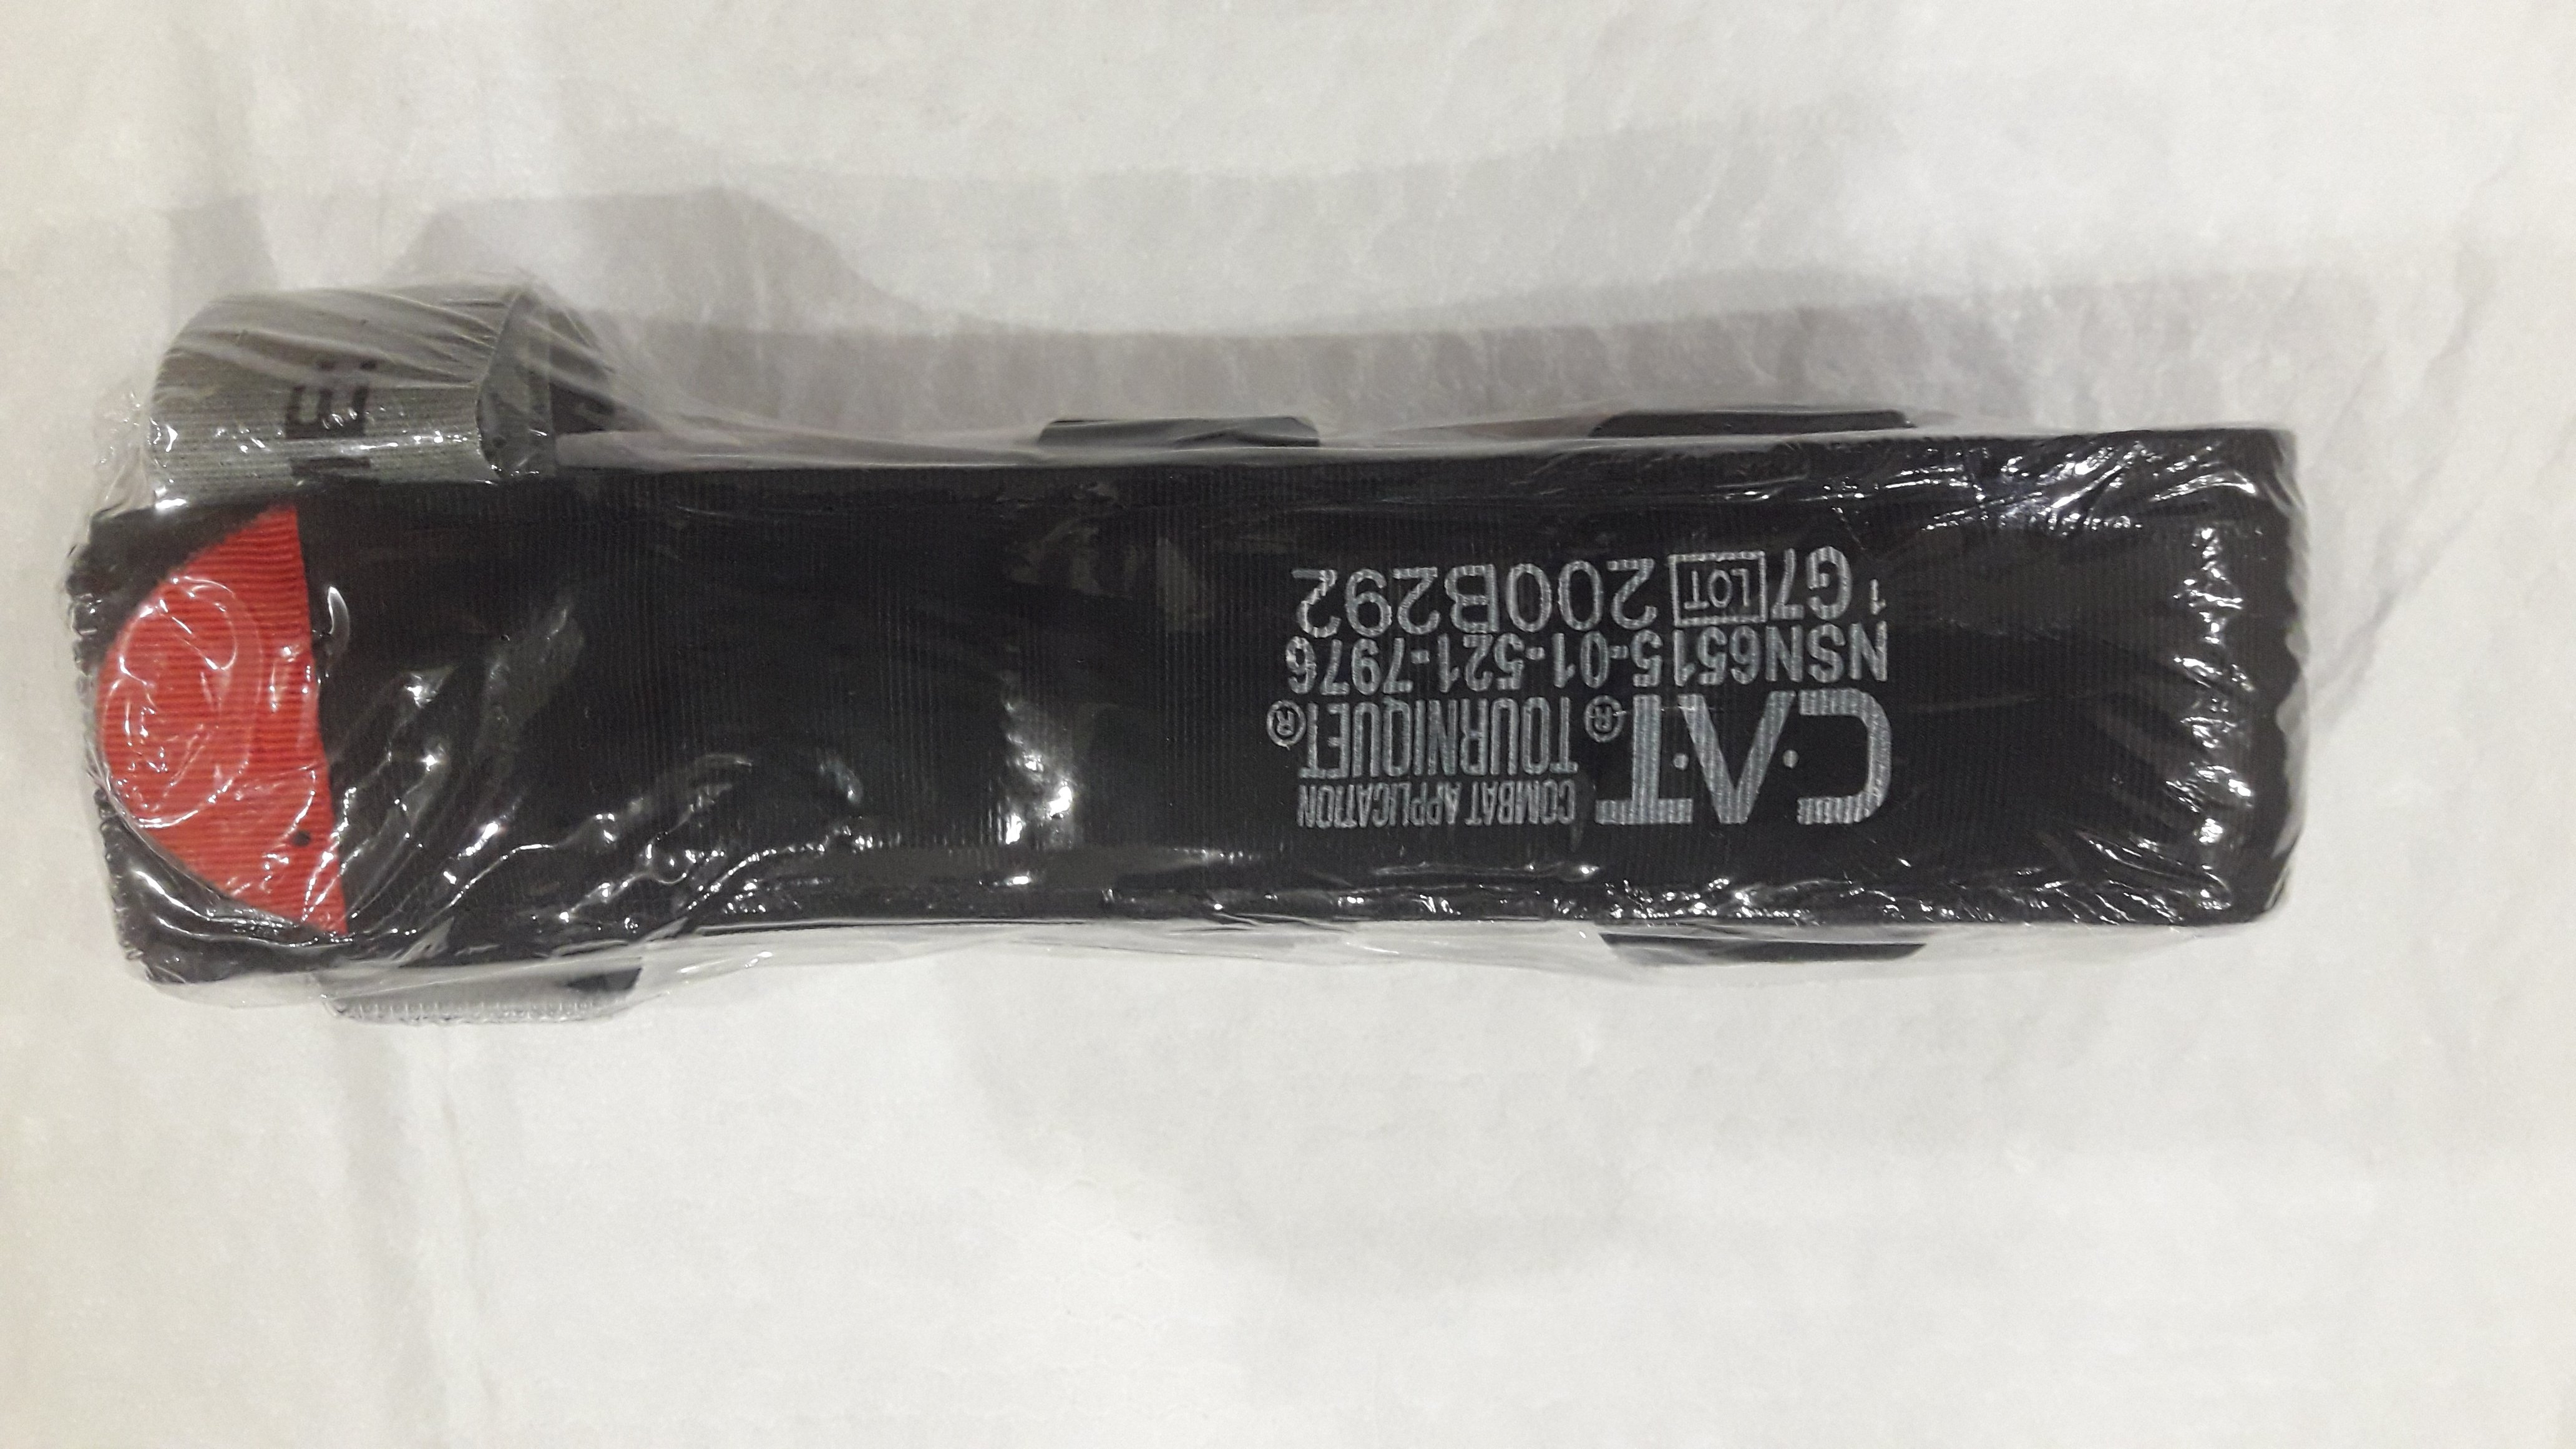 C·A·T®
COMBAT APPLICATION
TOURNIQUET®
NSN6515-01-521-7976
G7 LOT 200B292
1